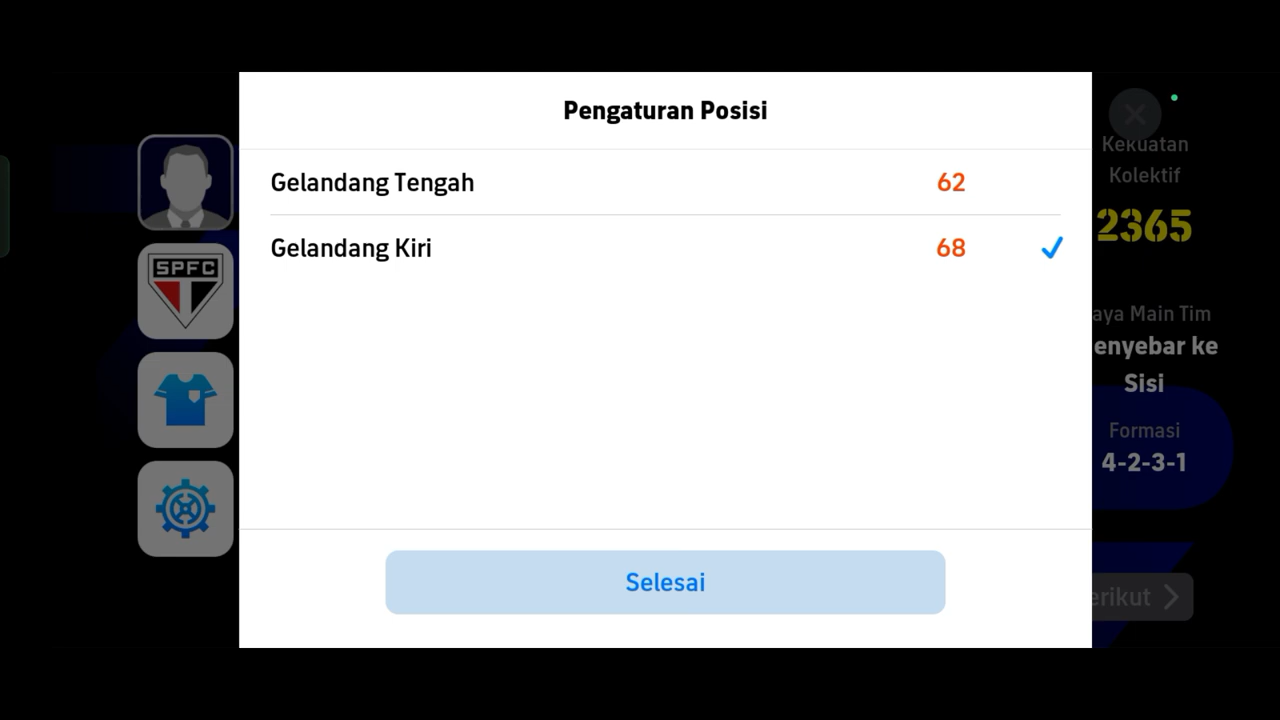 Pengaturan Posisi
Gelandang Tengah 62
Gelandang Kiri 68
Selesai
SPFC
Kekuatan
Kolektif
2365
aya Main Tim
enyebar ke
Sisi
Formasi
4-2-3-1
erikut